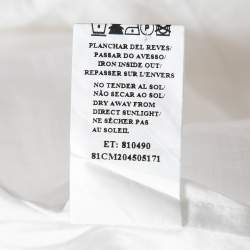 PLANCHAR DEL REVES/
PASSAR DO AVESSO/
IRON INSIDE OUT/
REPASSER SUR L'ENVERS
NO TENDER AL SOL/
NÃO SECAR AO SOL/
DRY AWAY FROM
DIRECT SUNLIGHT/
NE SÉCHER PAS
AU SOLEIL
ET: 810490
81CM204505171